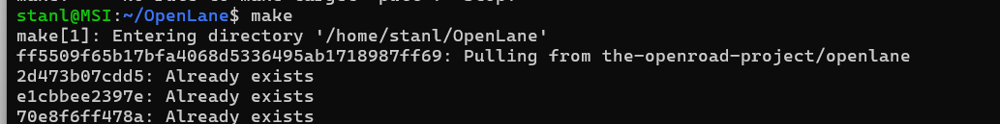 stanl@MSI:~/OpenLane$ make
make[1]: Entering directory '/home/stanl/OpenLane'
ff5509f65b17bfa4068d5336495ab1718987ff69: Pulling from the-openroad-project/openlane
2d473b07cdd5: Already exists
e1cbbee2397e: Already exists
70e8f6ff478a: Already exists